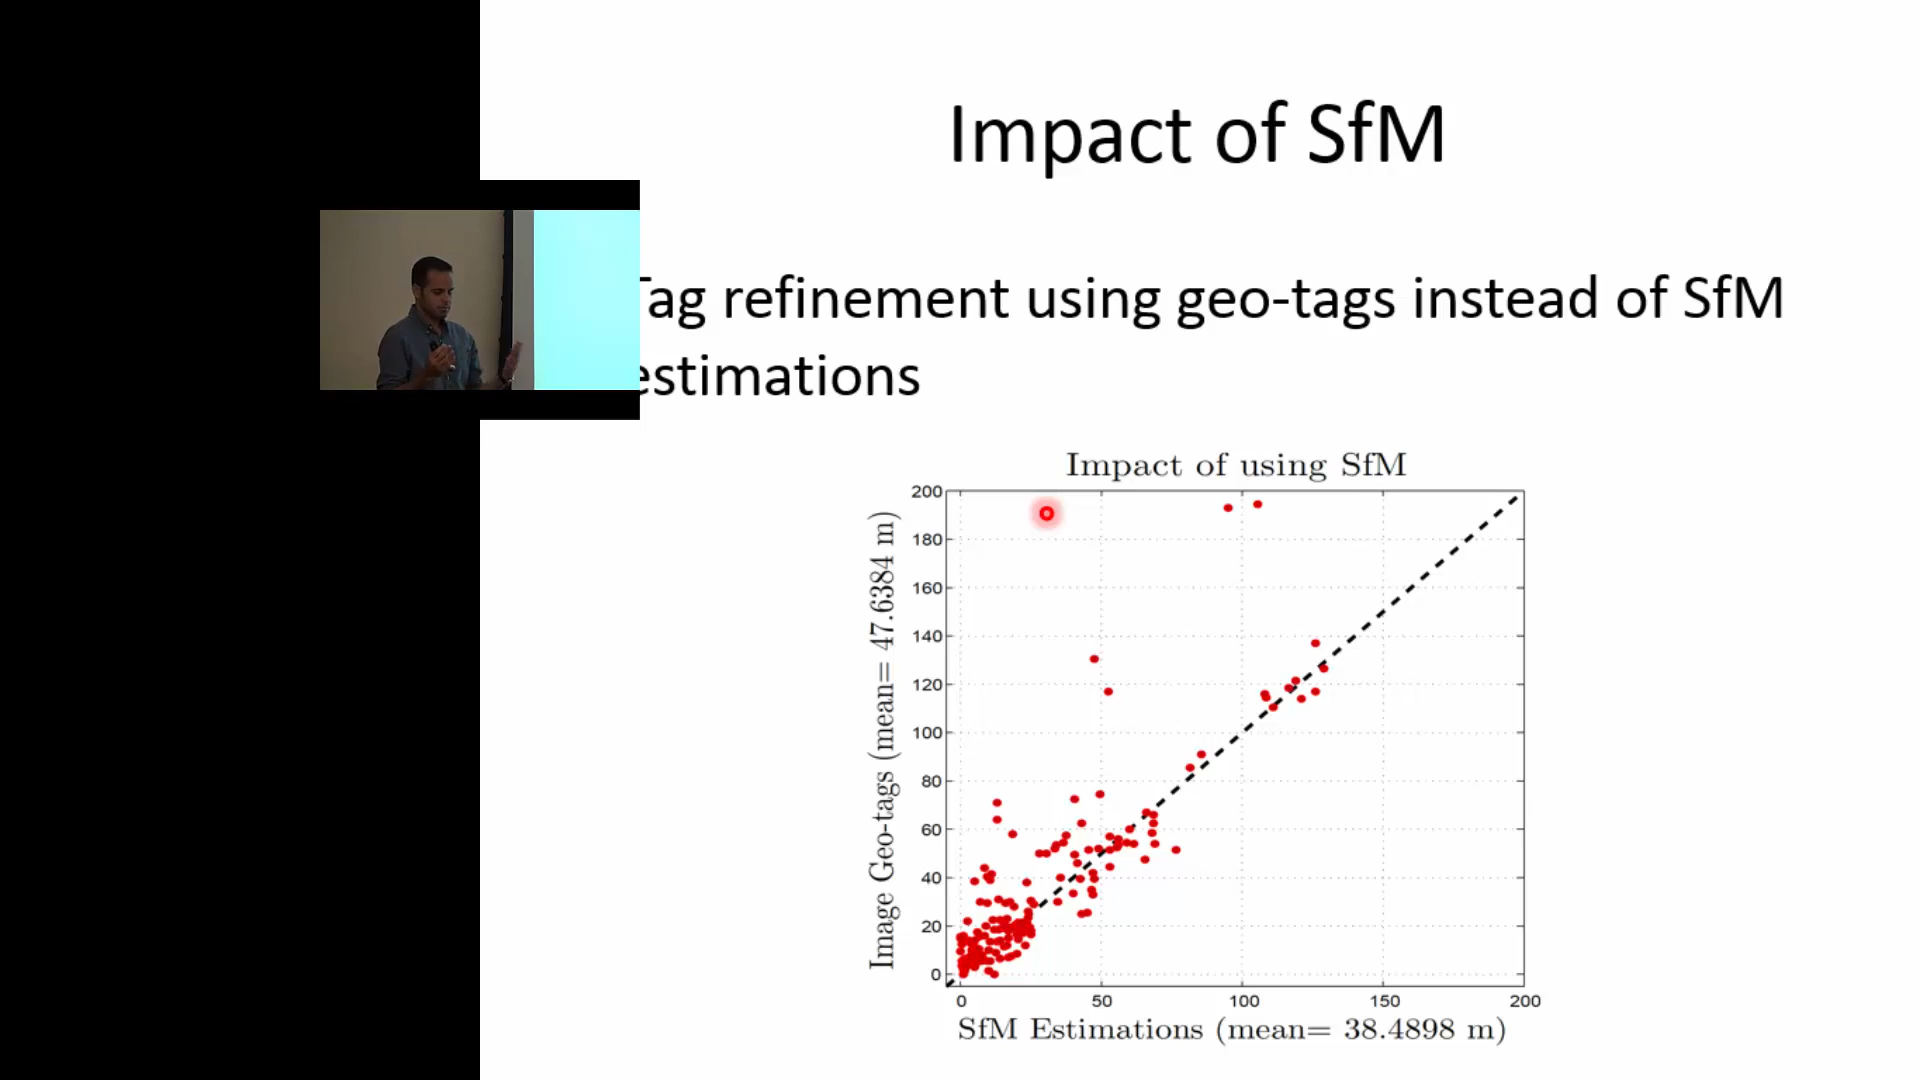 Impact of SfM
Tag refinement using geo-tags instead of SfM
estimations
Impact of using SfM
Image Geo-tags (mean= 47.6384 m)
200
180
160
140
120
100
80
60
40
20
0
0 50 100 150 200
SfM Estimations (mean= 38.4898 m)